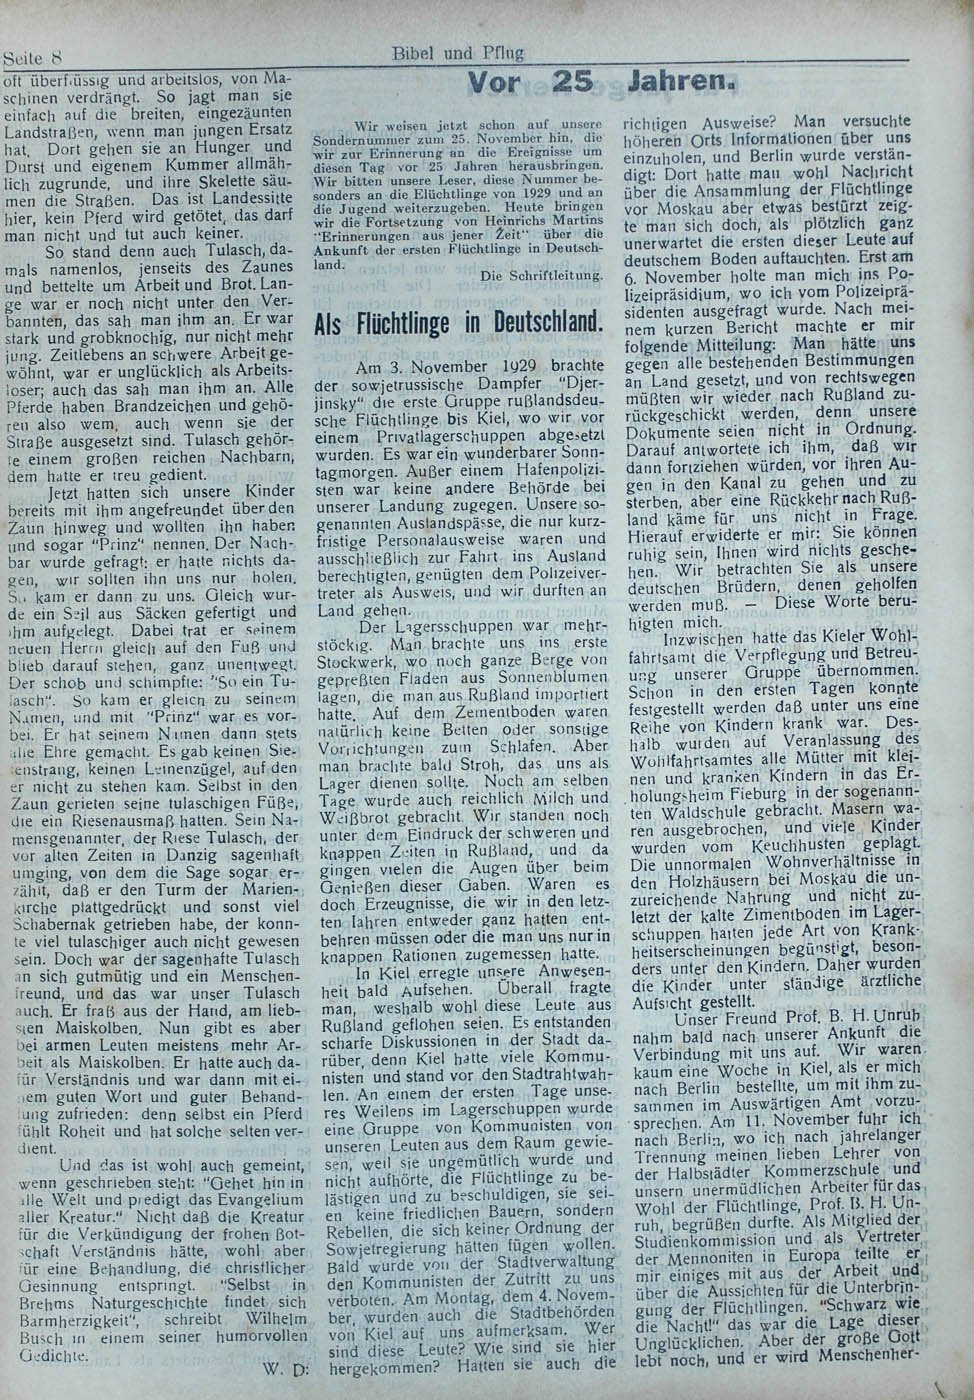 Seite 8
Bibel und Pflug
oft überflüssig und arbeitslos, von Ma-
schinen verdrängt. So jagt man sie
einfach auf die breiten, eingezäunten
Landstraßen, wenn man jungen Ersatz
hat. Dort gehen sie an Hunger und
Durst und eigenem Kummer allmäh-
lich zugrunde, und ihre Skelette säu-
men die Straßen. Das ist Landessitte
hier, kein Pferd wird getötet, das darf
man nicht und tut auch keiner.
So stand denn auch Tulasch, da-
mals namenlos, jenseits des Zaunes
und bettelte um Arbeit und Brot. Lan-
ge war er noch nicht unter den Ver-
bannten, das sah man ihm an. Er war
stark und grobknochig, nur nicht mehr
jung. Zeitlebens an schwere Arbeit ge-
wöhnt, war er unglücklich als Arbeits-
loser; auch das sah man ihm an. Alle
Pferde haben Brandzeichen und gehö-
ren also wem, auch wenn sie der
Straße ausgesetzt sind. Tulasch gehör-
te einem großen reichen Nachbarn,
dem hatte er treu gedient.
Jetzt hatten sich unsere Kinder
bereits mit ihm angefreundet über den
Zaun hinweg und wollten ihn haben
und sogar "Prinz" nennen. Der Nach-
bar wurde gefragt: er hatte nichts da-
gen, wir sollten ihn uns nur holen.
So kam er dann zu uns. Gleich wur-
de ein Seil aus Säcken gefertigt und
ihm aufgelegt. Dabei trat er seinem
neuen Herrn gleich auf den Fuß und
blieb darauf stehen, ganz unentwegt.
Der schob und schimpfte: "So ein Tu-
lasch". So kam er gleich zu seinem
Namen, und mit "Prinz" war es vor-
bei. Er hat seinem Namen dann stets
alle Ehre gemacht. Es gab keinen Sie-
lenstrang, keinen Leinenzügel, auf den
er nicht zu stehen kam. Selbst in den
Zaun gerieten seine tulaschigen Füße,
die ein Riesenausmaß hatten. Sein Na-
mensgenannter, der Riese Tulasch, der
vor alten Zeiten in Danzig sagenhaft
umging, von dem die Sage sogar er-
zählt, daß er den Turm der Marien-
kirche plattgedrückt und sonst viel
Schabernak getrieben habe, der konn-
te viel tulaschiger auch nicht gewesen
sein. Doch war der sagenhafte Tulasch
an sich gutmütig und ein Menschen-
freund, und das war unser Tulasch
auch. Er fraß aus der Hand, am lieb-
sten Maiskolben. Nun gibt es aber
bei armen Leuten meistens mehr Ar-
beit als Maiskolben. Er hatte auch da-
für Verständnis und war dann mit ei-
nem guten Wort und guter Behand-
lung zufrieden: denn selbst ein Pferd
fühlt Roheit und hat solche selten ver-
dient.
Und das ist wohl auch gemeint,
wenn geschrieben steht: "Gehet hin in
alle Welt und predigt das Evangelium
aller Kreatur." Nicht daß die Kreatur
für die Verkündigung der frohen Bot-
schaft Verständnis hätte, wohl aber
für eine Behandlung, die christlicher
Gesinnung entspringt. "Selbst in
Brehms Naturgeschichte findet sich
Barmherzigkeit", schreibt Wilhelm
Busch in einem seiner humorvollen
Gedichte.
W. D:
Vor 25 Jahren.
Wir weisen jetzt schon auf unsere
Sondernummer zum 25. November hin, die
wir zur Erinnerung an die Ereignisse um
diesen Tag vor 25 Jahren herausbringen.
Wir bitten unsere Leser, diese Nummer be-
sonders an die Elüchtlinge von 1929 und an
die Jugend weiterzugeben. Heute bringen
wir die Fortsetzung von Heinrichs Martins
"Erinnerungen aus jener Zeit" über die
Ankunft der ersten Flüchtlinge in Deutsch-
land.
Die Schriftleitung.
Als Flüchtlinge in Deutschland.
Am 3. November 1929 brachte
der sowjetrussische Dampfer "Djer-
jinsky" die erste Gruppe rußlandsdeu-
sche Flüchtlinge bis Kiel, wo wir vor
einem Privatlagerschuppen abgesetzt
wurden. Es war ein wunderbarer Sonn-
tagmorgen. Außer einem Hafenpolizi-
sten war keine andere Behörde bei
unserer Landung zugegen. Unsere so-
genannten Auslandspässe, die nur kurz-
fristige Personalausweise waren und
ausschließlich zur Fahrt ins Ausland
berechtigten, genügten dem Polizeiver-
treter als Ausweis, und wir durften an
Land gehen.
Der Lagersschuppen war mehr-
stöckig. Man brachte uns ins erste
Stockwerk, wo noch ganze Berge von
gepreßten Fladen aus Sonnenblumen
lagen, die man aus Rußland importiert
hatte. Auf dem Zementboden waren
natürlich keine Betten oder sonstige
Vorrichtungen zum Schlafen. Aber
man brachte bald Stroh, das uns als
Lager dienen sollte. Noch am selben
Tage wurde auch reichlich Milch und
Weißbrot gebracht. Wir standen noch
unter dem Eindruck der schweren und
knappen Zeiten in Rußland, und da
gingen vielen die Augen über beim
Genießen dieser Gaben. Waren es
doch Erzeugnisse, die wir in den letz-
ten Jahren entweder ganz hatten ent-
behren müssen oder die man uns nur in
knappen Rationen zugemessen hatte.
In Kiel erregte unsere Anwesen-
heit bald Aufsehen. Überall fragte
man, weshalb wohl diese Leute aus
Rußland geflohen seien. Es entstanden
scharfe Diskussionen in der Stadt da-
rüber, denn Kiel hatte viele Kommu-
nisten und stand vor den Stadtrahtwah-
len. An einem der ersten Tage unse-
res Weilens im Lagerschuppen wurde
eine Gruppe von Kommunisten von
unseren Leuten aus dem Raum gewie-
sen, weil sie ungemütlich wurde und
nicht aufhörte, die Flüchtlinge zu be-
lästigen und zu beschuldigen, sie sei-
en keine friedlichen Bauern, sondern
Rebellen, die sich keiner Ordnung der
Sowjetregierung hätten fügen wollen.
Bald wurde von der Stadtverwaltung
den Kommunisten der Zutritt zu uns
verboten. Am Montag, dem 4. Novem-
ber, wurden auch die Stadtbehörden
von Kiel auf uns aufmerksam. Wer
sind diese Leute? Wie sind sie hier
hergekommen? Hatten sie auch die
richtigen Ausweise? Man versuchte
höheren Orts Informationen über uns
einzuholen, und Berlin wurde verstän-
digt: Dort hatte man wohl Nachricht
über die Ansammlung der Flüchtlinge
vor Moskau aber etwas bestürzt zeig-
te man sich doch, als plötzlich ganz
unerwartet die ersten dieser Leute auf
deutschem Boden auftauchten. Erst am
6. November holte man mich ins Po-
lizeipräsidium, wo ich vom Polizeiprä-
sidenten ausgefragt wurde. Nach mei-
nem kurzen Bericht machte er mir
folgende Mitteilung: Man hätte uns
gegen alle bestehenden Bestimmungen
an Land gesetzt, und von rechtswegen
müßten wir wieder nach Rußland zu-
rückgeschickt werden, denn unsere
Dokumente seien nicht in Ordnung.
Darauf antwortete ich ihm, daß wir
dann fortziehen würden, vor ihren Au-
gen in den Kanal zu gehen und zu
sterben, aber eine Rückkehr nach Ruß-
land käme für uns nicht in Frage.
Hierauf erwiderte er mir: Sie können
ruhig sein, Ihnen wird nichts gesche-
hen. Wir betrachten Sie als unsere
deutschen Brüdern, denen geholfen
werden muß. — Diese Worte beru-
higten mich.
Inzwischen hatte das Kieler Wohl-
fahrtsamt die Verpflegung und Betreu-
ung unserer Gruppe übernommen.
Schon in den ersten Tagen konnte
festgestellt werden daß unter uns eine
Reihe von Kindern krank war. Des-
halb wurden auf Veranlassung des
Wohlfahrtsamtes alle Mütter mit klei-
nen und kranken Kindern in das Er-
holungsheim Fieburg in der sogenann-
ten Waldschule gebracht. Masern wa-
ren ausgebrochen, und viele Kinder
wurden vom Keuchhusten geplagt.
Die unnormalen Wohnverhältnisse in
den Holzhäusern bei Moskau die un-
zureichende Nahrung und nicht zu-
letzt der kalte Zimentboden im Lager-
schuppen hatten jede Art von Krank-
heitserscheinungen begünstigt, beson-
ders unter den Kindern. Daher wurden
die Kinder unter ständige ärztliche
Aufsicht gestellt.
Unser Freund Prof. B. H. Unruh
nahm bald nach unserer Ankunft die
Verbindung mit uns auf. Wir waren
kaum eine Woche in Kiel, als er mich
nach Berlin bestellte, um mit ihm zu-
sammen im Auswärtigen Amt vorzu-
sprechen. Am 11. November fuhr ich
nach Berlin, wo ich nach jahrelanger
Trennung meinen lieben Lehrer von
der Halbstädter Kommerzschule und
unsern unermüdlichen Arbeiter für das
Wohl der Flüchtlinge, Prof. B. H. Un-
ruh, begrüßen durfte. Als Mitglied der
Studienkommission und als Vertreter
der Mennoniten in Europa teilte er
mir einiges mit aus der Arbeit und
über die Aussichten für die Unterbrin-
gung der Flüchtlingen. "Schwarz wie
die Nacht!" das war die Lage dieser
Unglücklichen. Aber der große Gott
lebt noch, und er wird Menschenher-